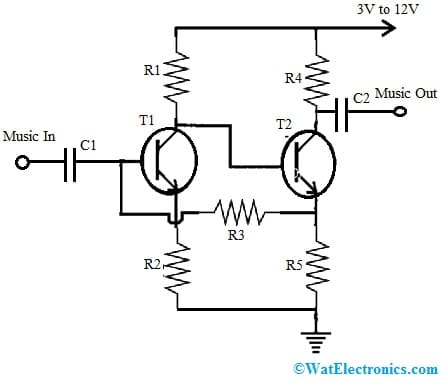 3V to 12V
R1
R4
C2 Music Out
T1
T2
Music In
C1
R3
R2
R5
©WatElectronics.com